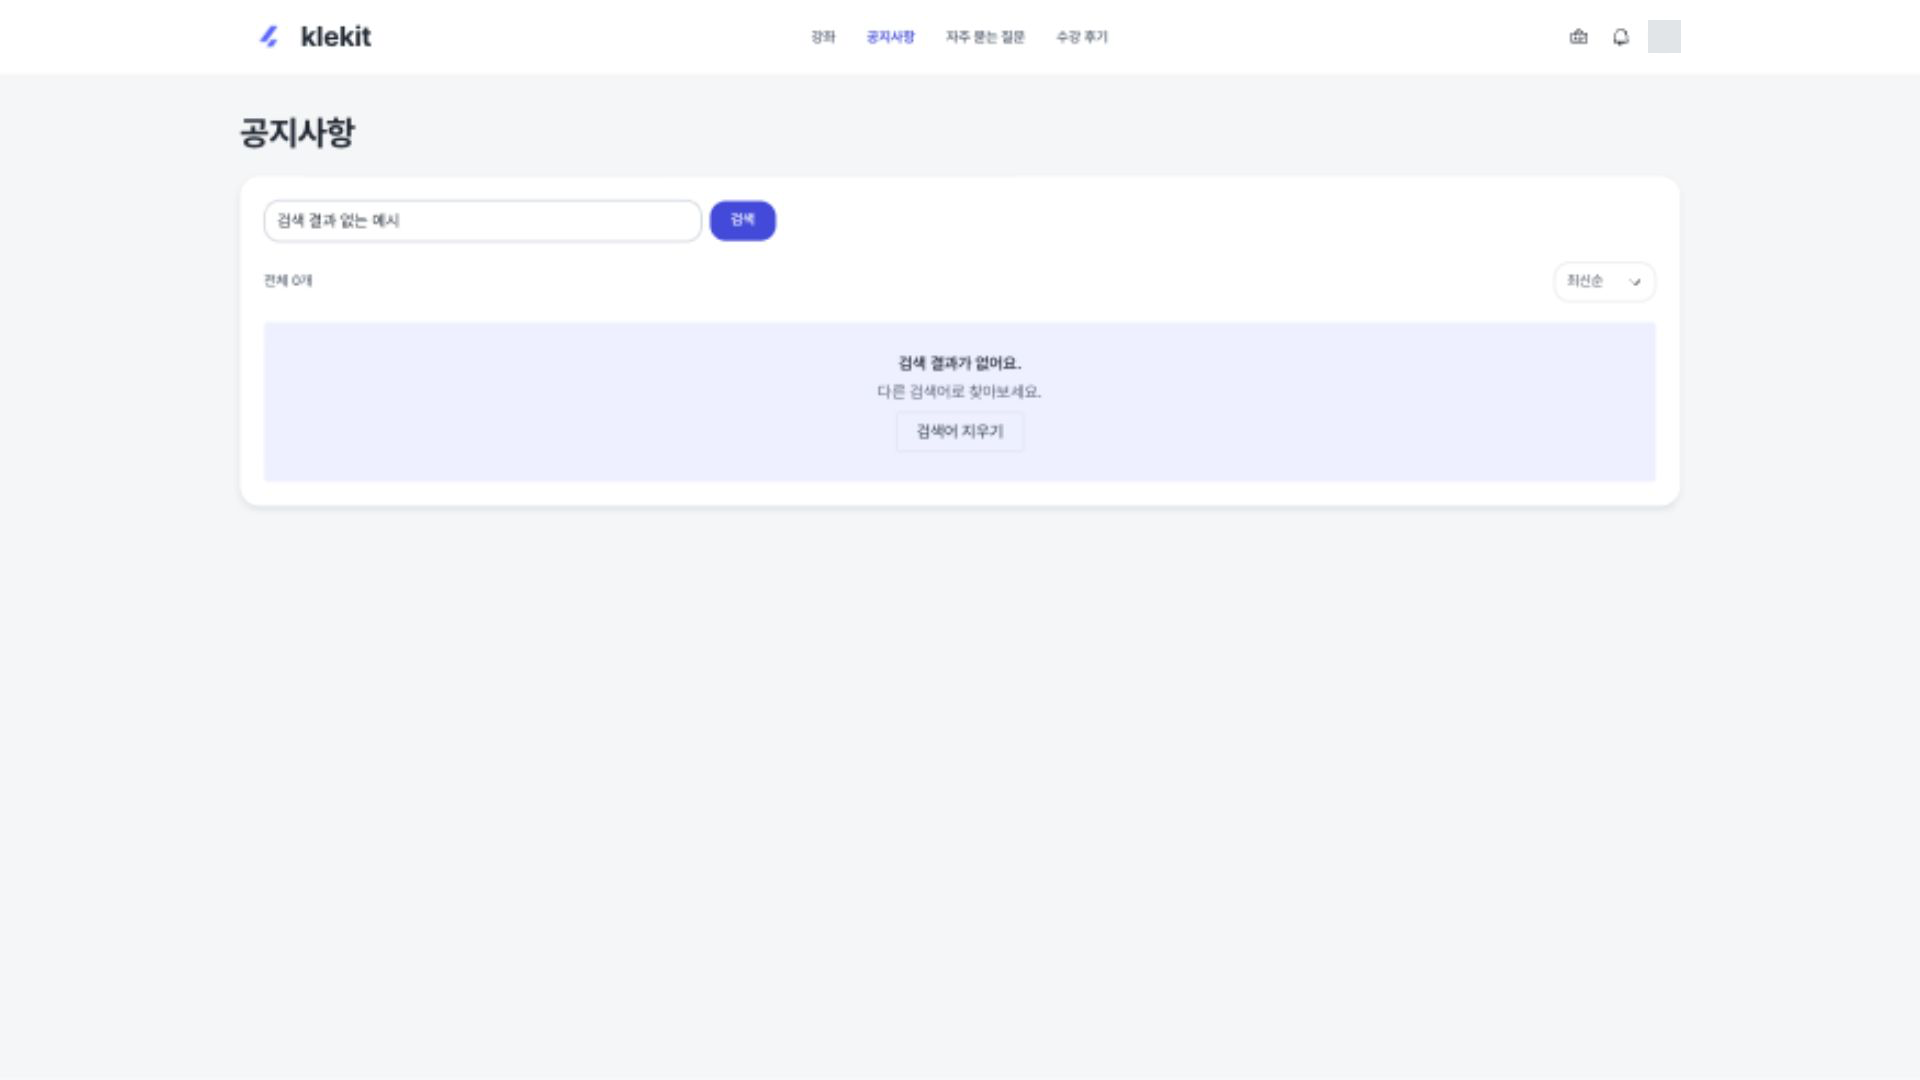 klekit
강좌
공지사항
자주 묻는 질문
수강 후기
공지사항
검색 결과 없는 예시
검색
전체 0개
최신순
검색 결과가 없어요.
다른 검색어로 찾아보세요.
검색어 지우기